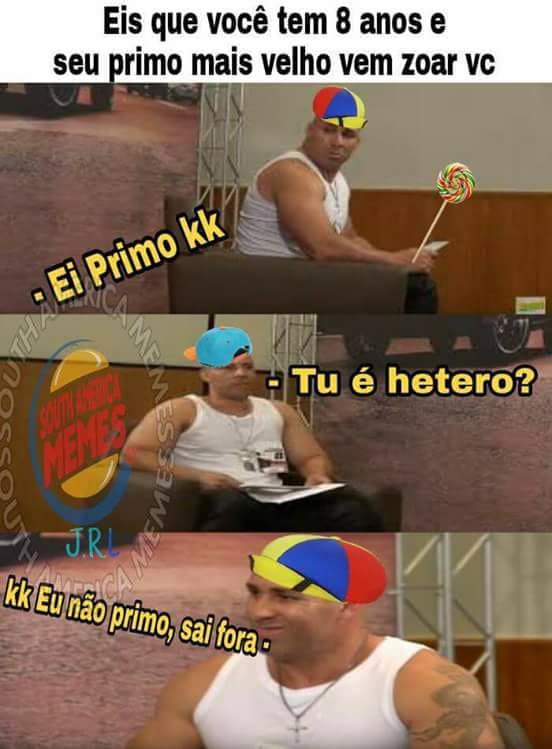 Eis que você tem 8 anos e
seu primo mais velho vem zoar vc
- Ei Primo kk
- Tu é hetero?
SOUTH AMERICA
MEMES
J.RL
kk Eu não primo, sai fora -